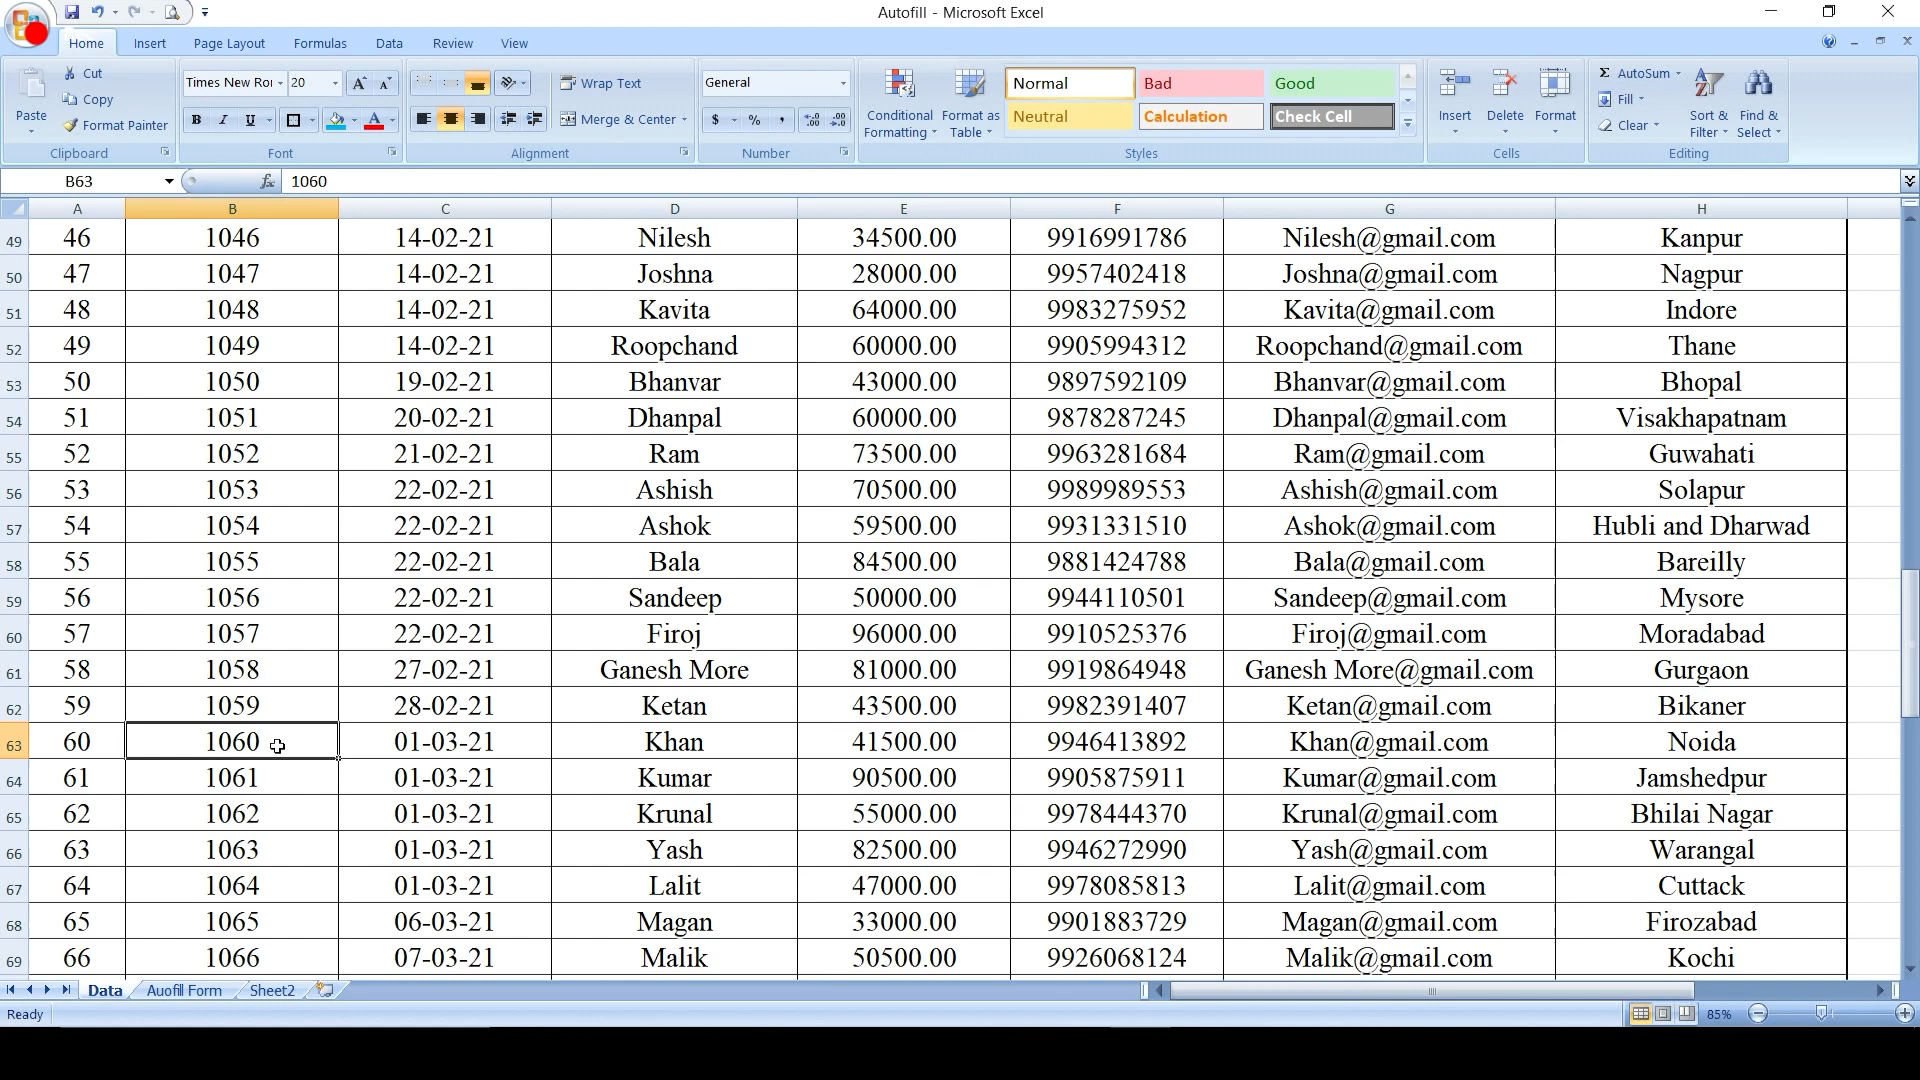 Autofill - Microsoft Excel
Home Insert Page Layout Formulas Data Review View
Paste
Cut
Copy
Format Painter
Clipboard
Times New Roi 20
B I U
Font
Wrap Text
Merge & Center
Alignment
General
$ % ,
Number
Conditional Formatting
Format as Table
Normal Bad Good
Neutral Calculation Check Cell
Styles
Insert Delete Format
Cells
Σ AutoSum
Fill
Clear
Sort & Filter
Find & Select
Editing
B63 fx 1060
A B C D E F G H
49 46 1046 14-02-21 Nilesh 34500.00 9916991786 Nilesh@gmail.com Kanpur
50 47 1047 14-02-21 Joshna 28000.00 9957402418 Joshna@gmail.com Nagpur
51 48 1048 14-02-21 Kavita 64000.00 9983275952 Kavita@gmail.com Indore
52 49 1049 14-02-21 Roopchand 60000.00 9905994312 Roopchand@gmail.com Thane
53 50 1050 19-02-21 Bhanvar 43000.00 9897592109 Bhanvar@gmail.com Bhopal
54 51 1051 20-02-21 Dhanpal 60000.00 9878287245 Dhanpal@gmail.com Visakhapatnam
55 52 1052 21-02-21 Ram 73500.00 9963281684 Ram@gmail.com Guwahati
56 53 1053 22-02-21 Ashish 70500.00 9989989553 Ashish@gmail.com Solapur
57 54 1054 22-02-21 Ashok 59500.00 9931331510 Ashok@gmail.com Hubli and Dharwad
58 55 1055 22-02-21 Bala 84500.00 9881424788 Bala@gmail.com Bareilly
59 56 1056 22-02-21 Sandeep 50000.00 9944110501 Sandeep@gmail.com Mysore
60 57 1057 22-02-21 Firoj 96000.00 9910525376 Firoj@gmail.com Moradabad
61 58 1058 27-02-21 Ganesh More 81000.00 9919864948 Ganesh More@gmail.com Gurgaon
62 59 1059 28-02-21 Ketan 43500.00 9982391407 Ketan@gmail.com Bikaner
63 60 1060 01-03-21 Khan 41500.00 9946413892 Khan@gmail.com Noida
64 61 1061 01-03-21 Kumar 90500.00 9905875911 Kumar@gmail.com Jamshedpur
65 62 1062 01-03-21 Krunal 55000.00 9978444370 Krunal@gmail.com Bhilai Nagar
66 63 1063 01-03-21 Yash 82500.00 9946272990 Yash@gmail.com Warangal
67 64 1064 01-03-21 Lalit 47000.00 9978085813 Lalit@gmail.com Cuttack
68 65 1065 06-03-21 Magan 33000.00 9901883729 Magan@gmail.com Firozabad
69 66 1066 07-03-21 Malik 50500.00 9926068124 Malik@gmail.com Kochi
Data Auofill Form Sheet2
Ready 85%